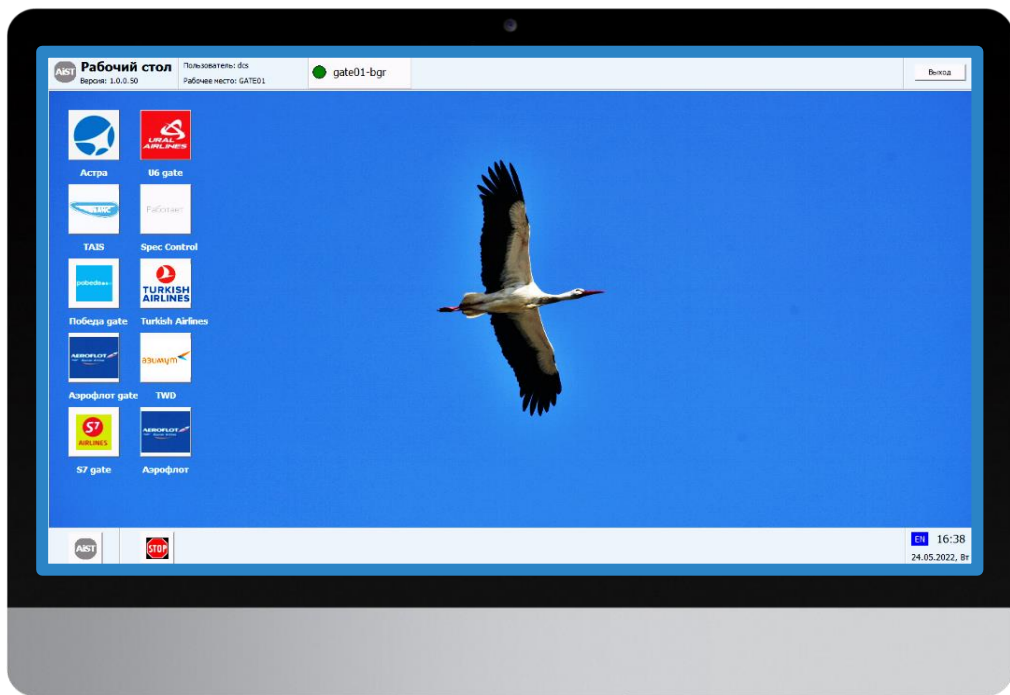 AiST
Рабочий стол
Версия: 1.0.0.50
Пользователь: dcs
Рабочее место: GATE01
gate01-bgr
Выход
URAL AIRLINES
Астра
U6 gate
Работает
TAIS
Spec Control
pobeda
TURKISH AIRLINES
Победа gate
Turkish Airlines
AEROFLOT
азимут
Аэрофлот gate
TWD
S7 AIRLINES
AEROFLOT
S7 gate
Аэрофлот
AiST
STOP
EN
16:38
24.05.2022, Вт